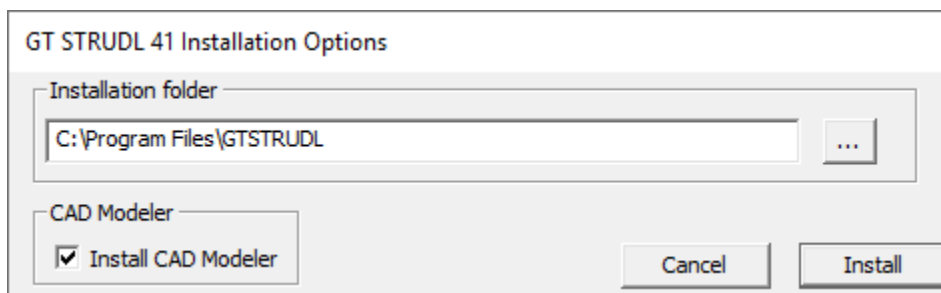 GT STRUDL 41 Installation Options
Installation folder
C:\Program Files\GTSTRUDL
...
CAD Modeler
Install CAD Modeler
Cancel
Install